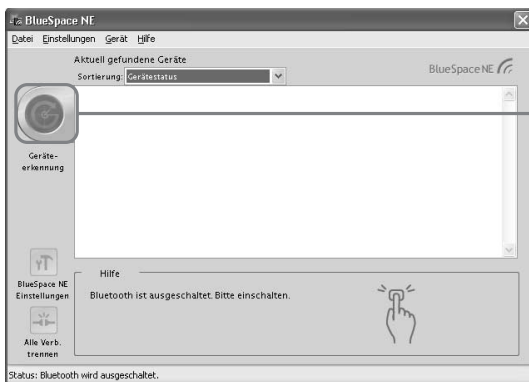 BlueSpace NE
Datei Einstellungen Gerät Hilfe
Aktuell gefundene Geräte
Sortierung: Gerätestatus
BlueSpace NE
Geräte-
erkennung
BlueSpace NE
Einstellungen
Alle Verb.
trennen
Hilfe
Bluetooth ist ausgeschaltet. Bitte einschalten.
Status: Bluetooth wird ausgeschaltet.